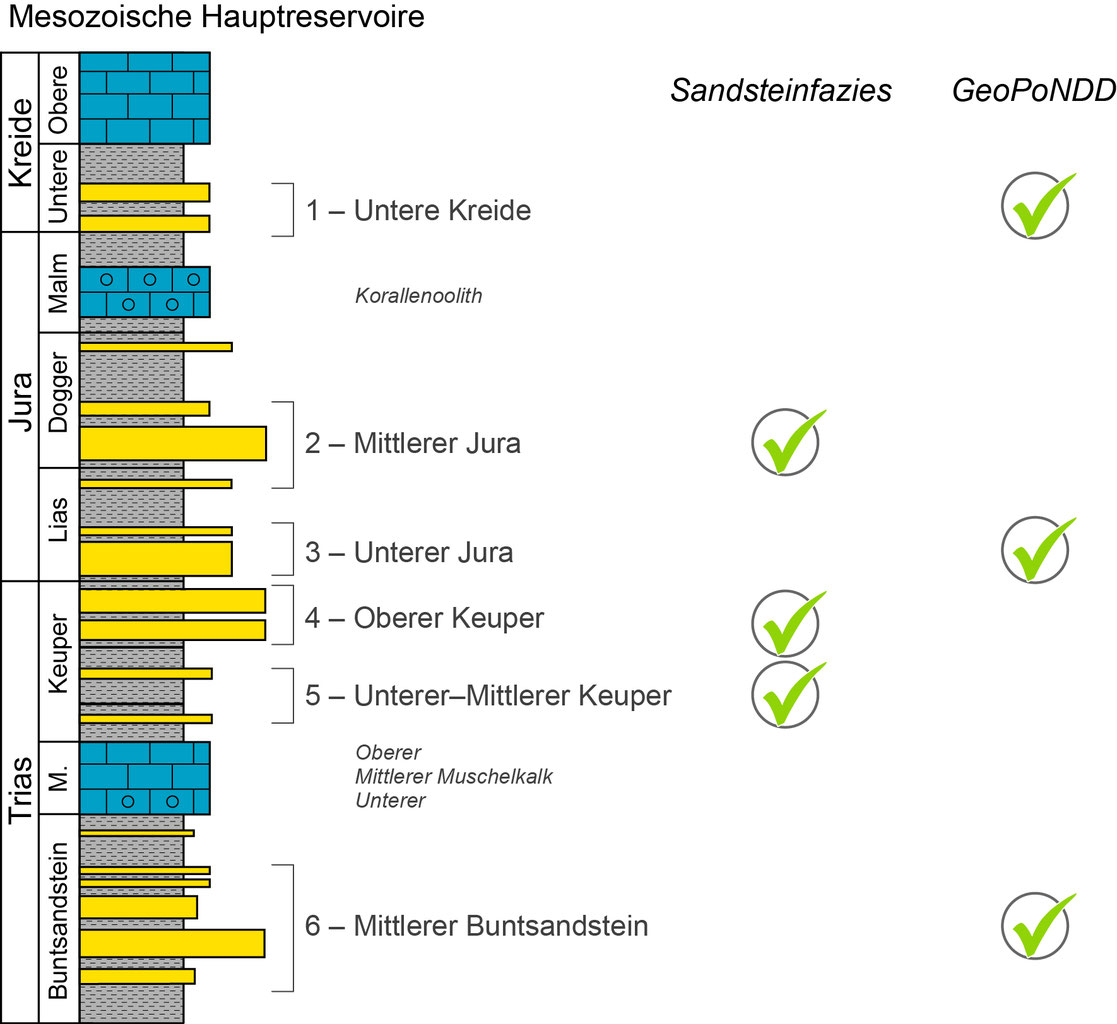 Mesozoische Hauptreservoire
Sandsteinfazies
GeoPoNDD
Kreide
Obere
Untere
1 – Untere Kreide
Jura
Malm
Korallenoolith
Dogger
2 – Mittlerer Jura
Lias
3 – Unterer Jura
Trias
Keuper
4 – Oberer Keuper
5 – Unterer–Mittlerer Keuper
M.
Oberer
Mittlerer Muschelkalk
Unterer
Buntsandstein
6 – Mittlerer Buntsandstein